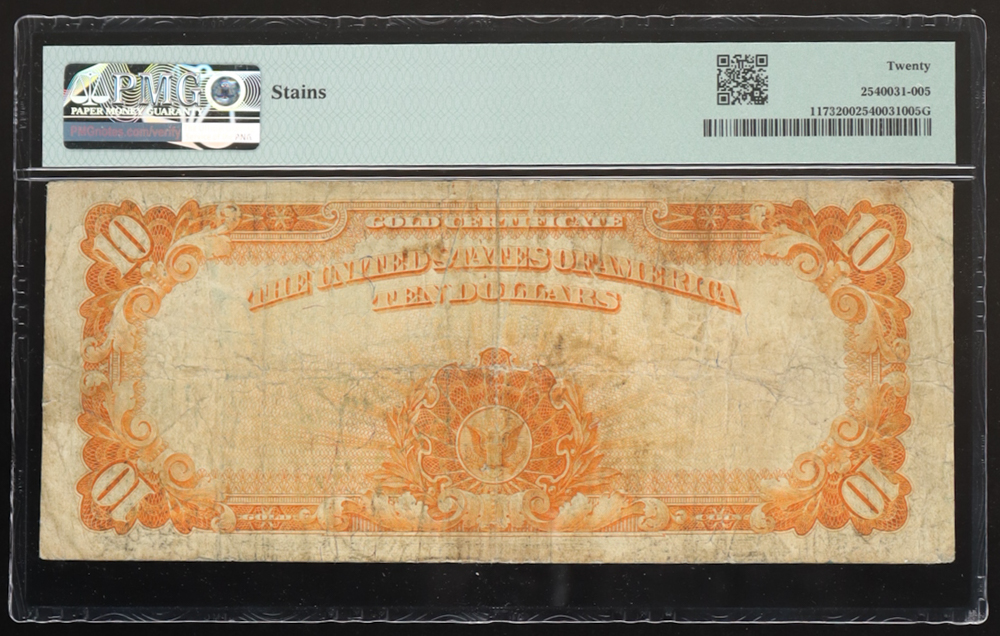 PMG
PAPER MONEY GUARANTY
PMGnotes.com/verify
Stains
Twenty
2540031-005
11732002540031005G
10
GOLD CERTIFICATE
10
THE UNITED STATES OF AMERICA
TEN DOLLARS
10
10